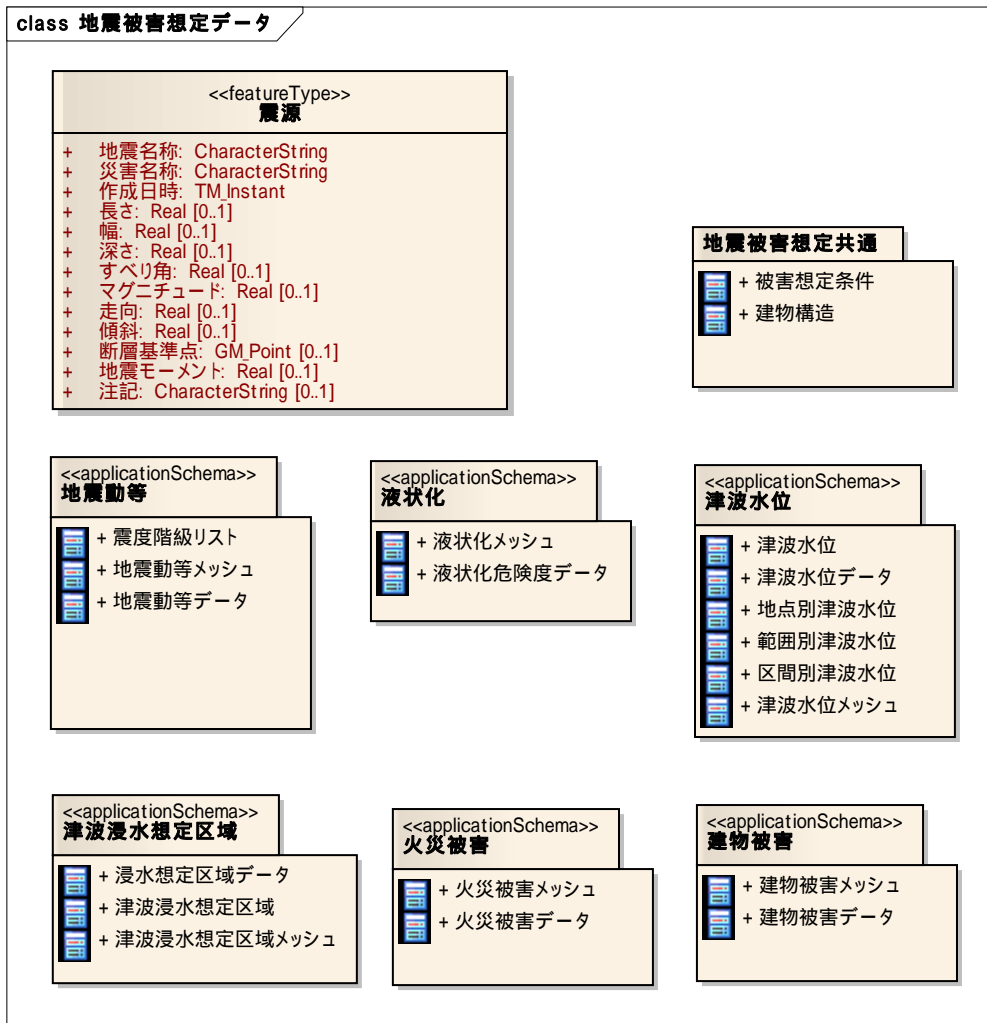 class 地震被害想定データ
<<featureType>>
震源
+ 地震名称: CharacterString
+ 災害名称: CharacterString
+ 作成日時: TM_Instant
+ 長さ: Real [0..1]
+ 幅: Real [0..1]
+ 深さ: Real [0..1]
+ すべり角: Real [0..1]
+ マグニチュード: Real [0..1]
+ 走向: Real [0..1]
+ 傾斜: Real [0..1]
+ 断層基準点: GM_Point [0..1]
+ 地震モーメント: Real [0..1]
+ 注記: CharacterString [0..1]
地震被害想定共通
+ 被害想定条件
+ 建物構造
<<applicationSchema>>
地震動等
+ 震度階級リスト
+ 地震動等メッシュ
+ 地震動等データ
<<applicationSchema>>
液状化
+ 液状化メッシュ
+ 液状化危険度データ
<<applicationSchema>>
津波水位
+ 津波水位
+ 津波水位データ
+ 地点別津波水位
+ 範囲別津波水位
+ 区間別津波水位
+ 津波水位メッシュ
<<applicationSchema>>
津波浸水想定区域
+ 浸水想定区域データ
+ 津波浸水想定区域
+ 津波浸水想定区域メッシュ
<<applicationSchema>>
火災被害
+ 火災被害メッシュ
+ 火災被害データ
<<applicationSchema>>
建物被害
+ 建物被害メッシュ
+ 建物被害データ